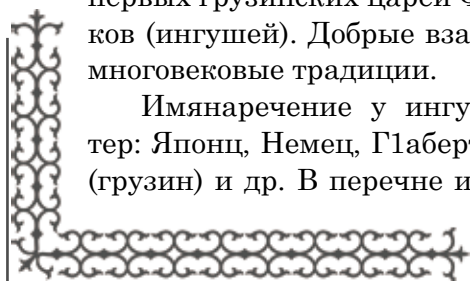 первых грузинских царей
ков (ингушей). Добрые вза
многовековые традиции.
Имянаречение у ингу
тер: Японц, Немец, Г1абер
(грузин) и др. В перечне и